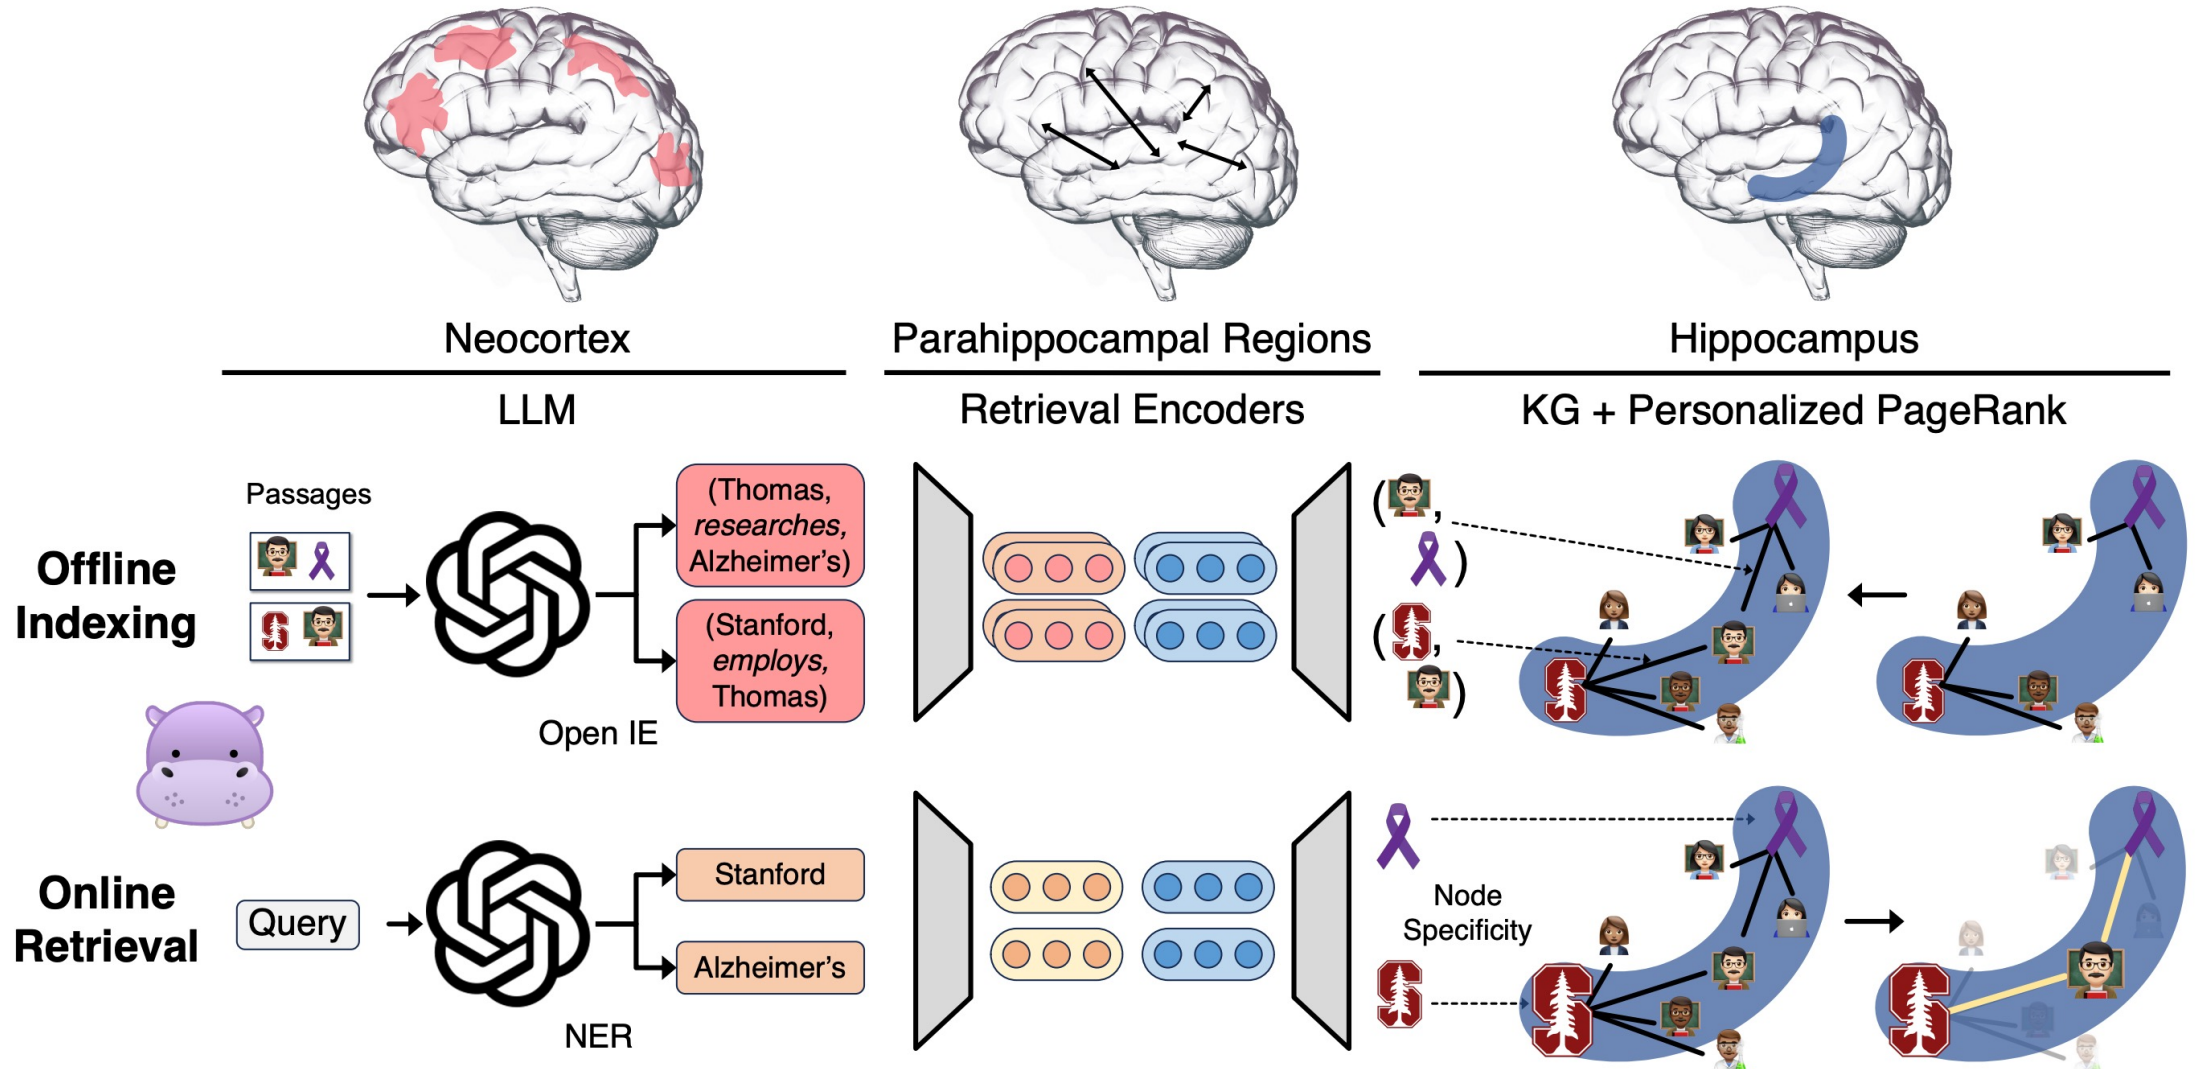 Neocortex
Parahippocampal Regions
Hippocampus
LLM
Retrieval Encoders
KG + Personalized PageRank
Offline
Indexing
Passages
(Thomas,
researches,
Alzheimer's)
(Stanford,
employs,
Thomas)
Open IE
( ,
)
( ,
)
Online
Retrieval
Query
Stanford
Alzheimer's
NER
Node
Specificity